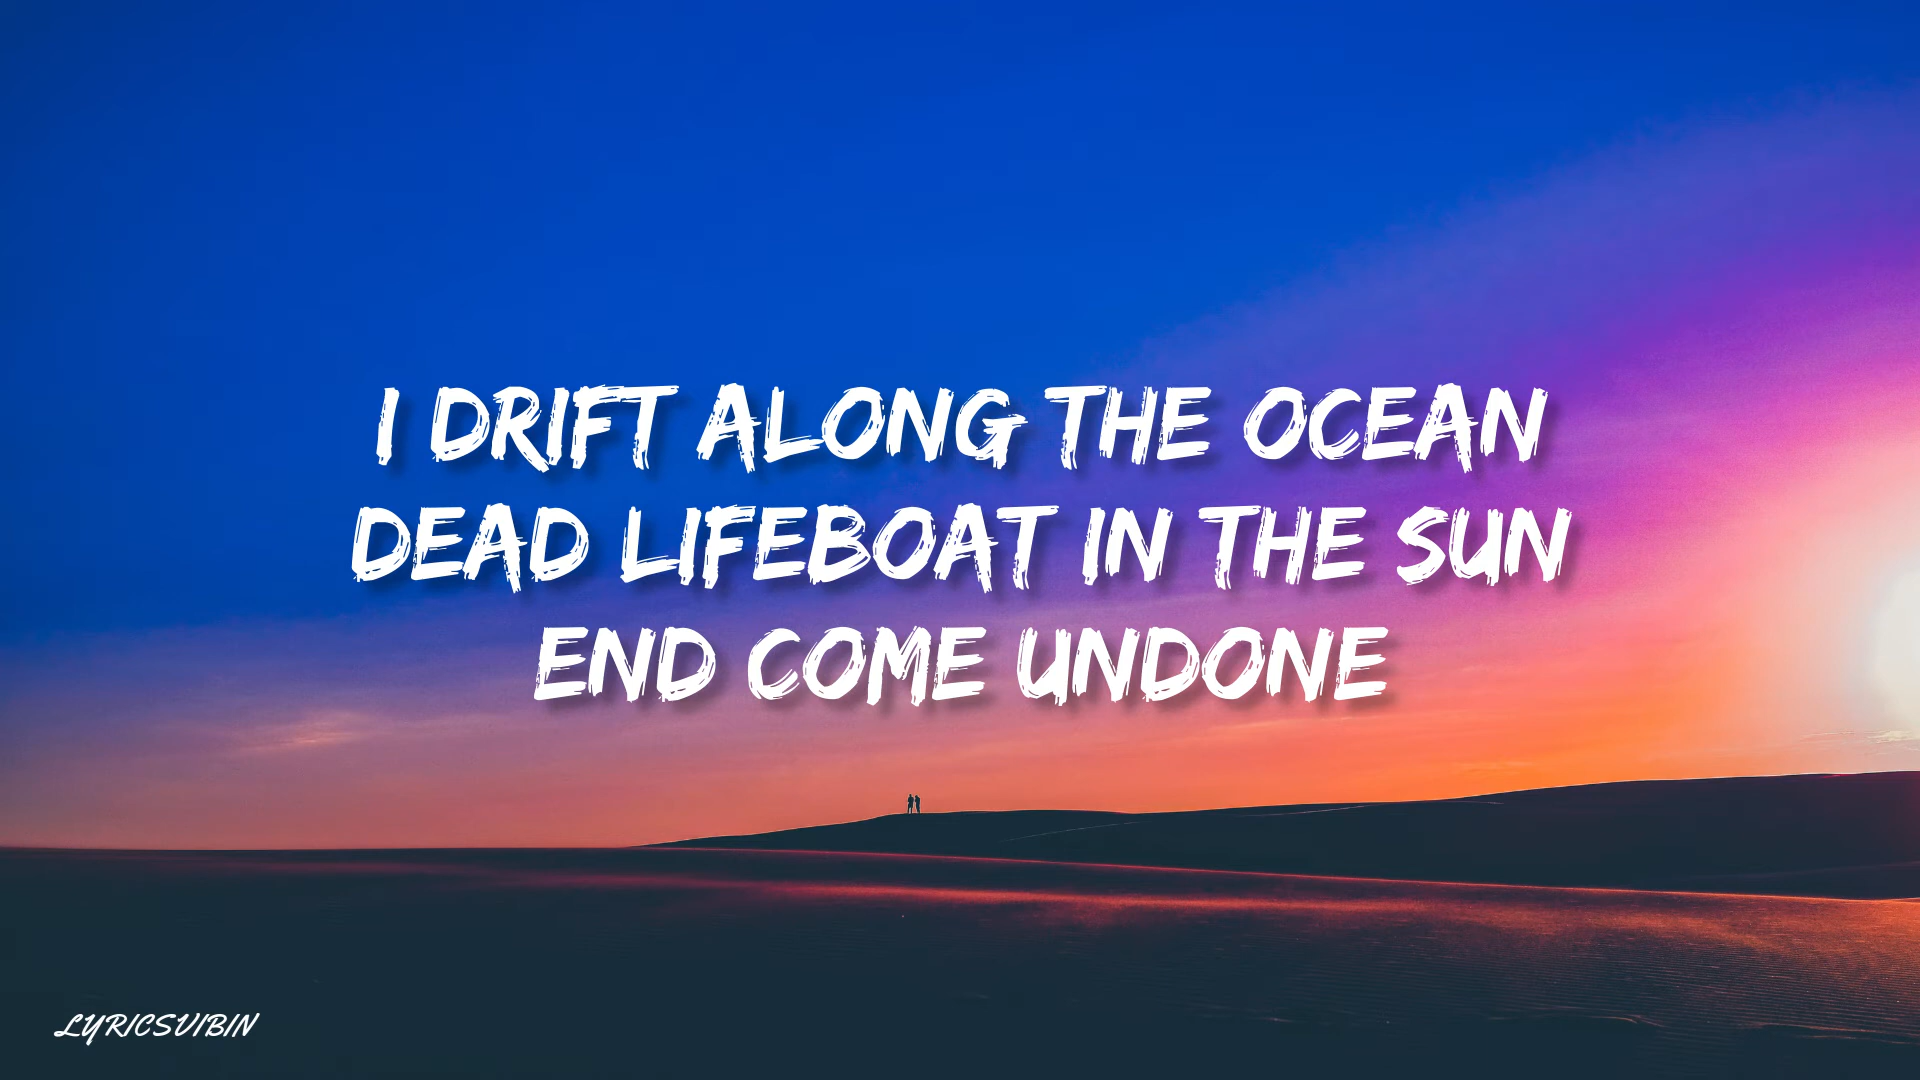 I DRIFT ALONG THE OCEAN
DEAD LIFEBOAT IN THE SUN
END COME UNDONE
LYRICSVIBIN